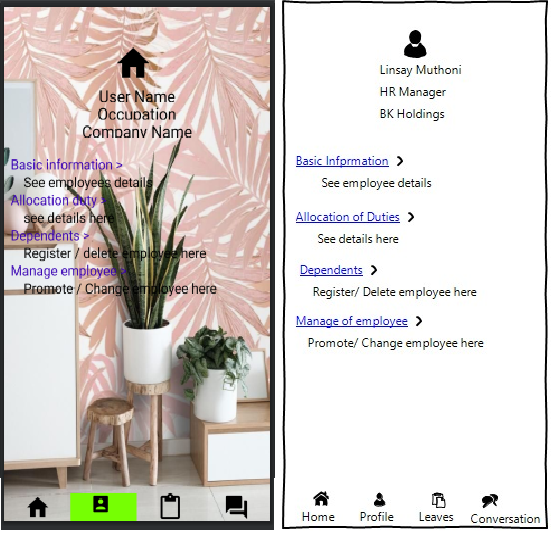 User Name
Occupation
Company Name
Basic information >
See employees details
Allocation duty >
see details here
Dependents >
Register / delete employee here
Manage employee >
Promote / Change employee here
Linsay Muthoni
HR Manager
BK Holdings
Basic Infprmation >
See employee details
Allocation of Duties >
See details here
Dependents >
Register/ Delete employee here
Manage of employee >
Promote/ Change employee here
Home Profile Leaves Conversation